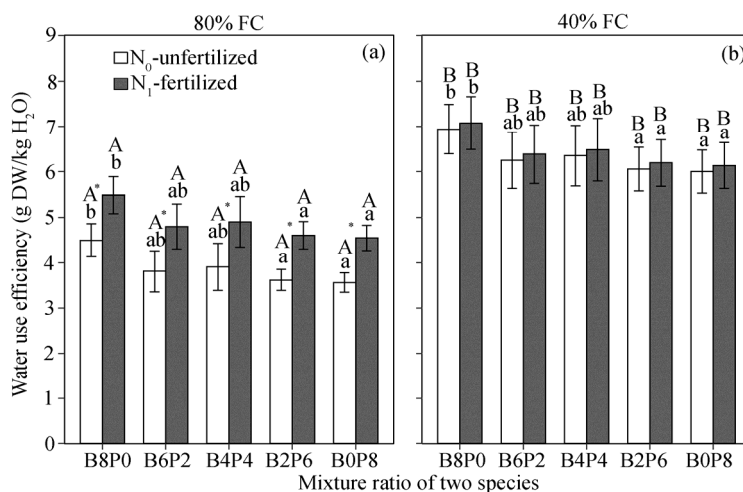 80% FC
40% FC
Water use efficiency (g DW/kg H₂O)
9
8
7
6
5
4
3
2
1
0
N₀-unfertilized
N₁-fertilized
(a)
A* A A* A A* A A* A A* A
b b ab ab ab ab a a a a
B8P0 B6P2 B4P4 B2P6 B0P8
(b)
B B B B B B B B B B
b b ab ab ab ab a a a a
B8P0 B6P2 B4P4 B2P6 B0P8
Mixture ratio of two species